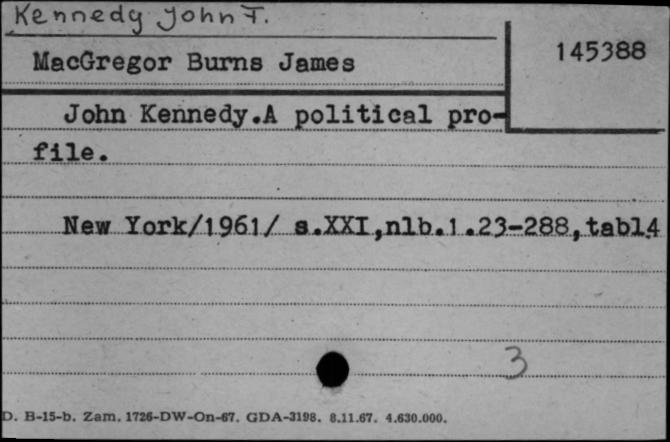 Kennedy John F.
MacGregor Burns James
145388
John Kennedy.A political pro-
file.
New York/1961/ s.XXI,nlb.1.23-288,tabl4
3
D. B-15-b. Zam. 1726-DW-On-67. GDA-3198. 8.11.67. 4.630.000.